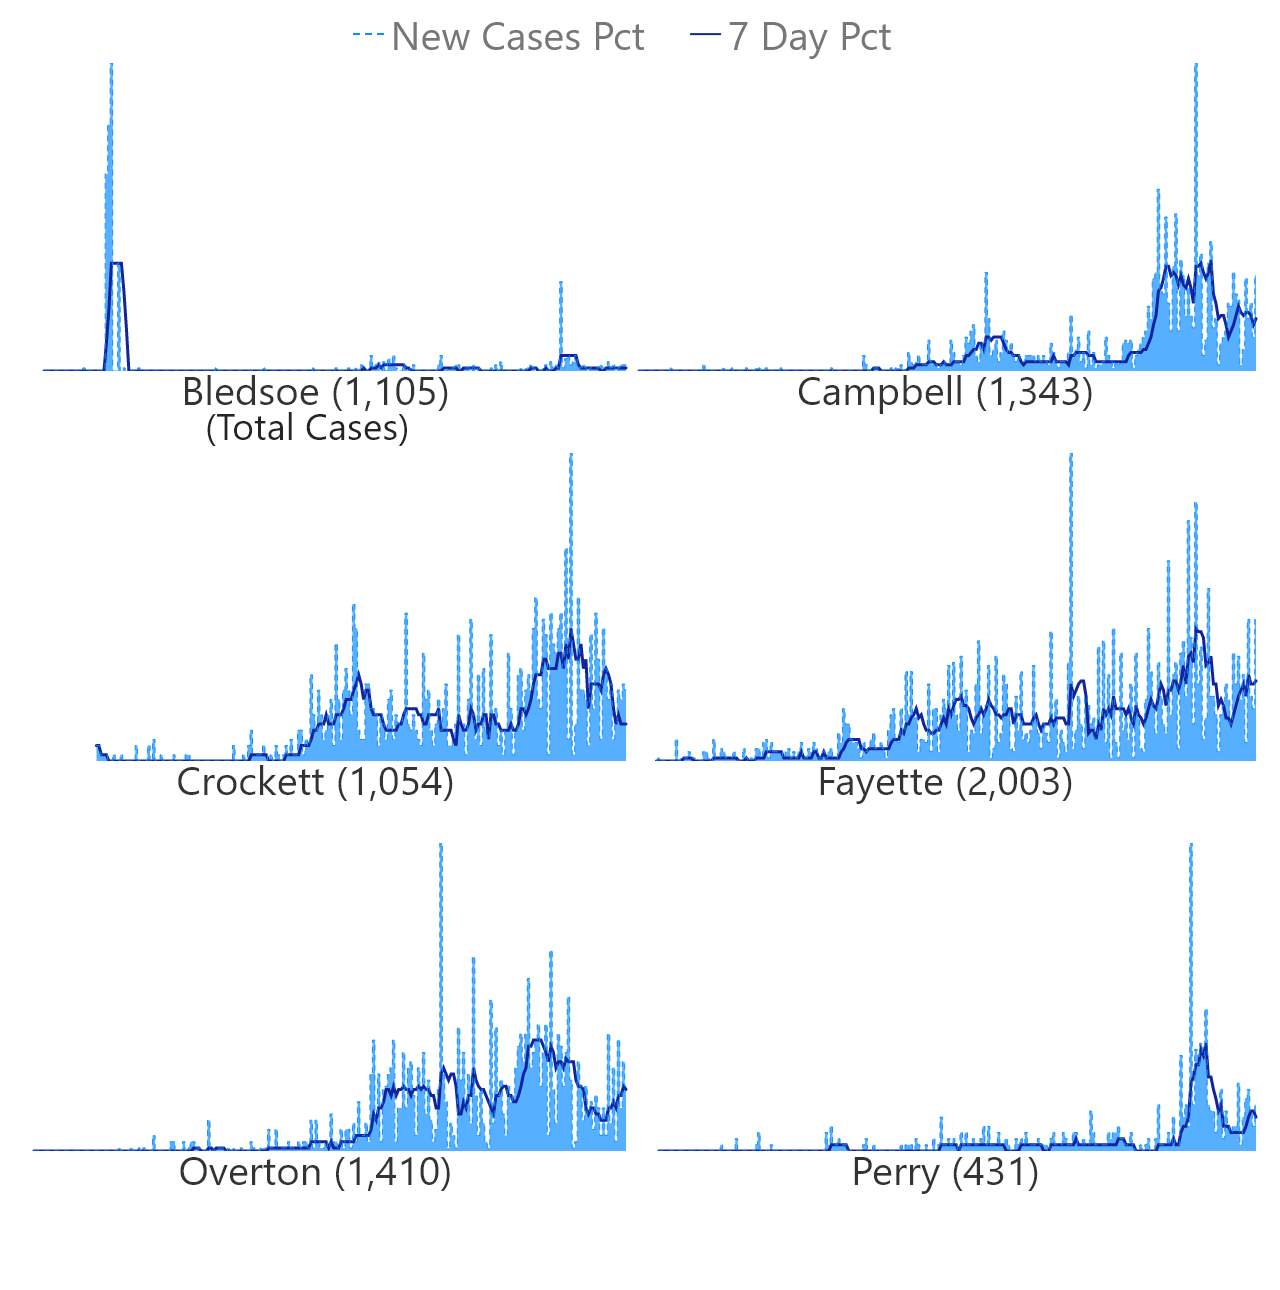 New Cases Pct 7 Day Pct
Bledsoe (1,105) Campbell (1,343)
(Total Cases)
Crockett (1,054) Fayette (2,003)
Overton (1,410) Perry (431)